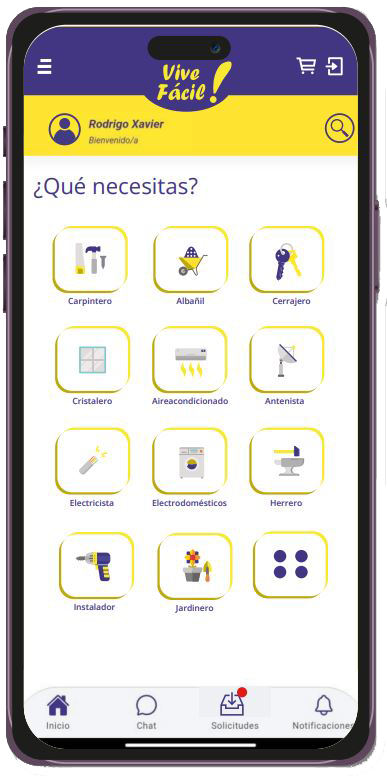 Vive
Fácil!
Rodrigo Xavier
Bienvenido/a
¿Qué necesitas?
Carpintero
Albañil
Cerrajero
Cristalero
Aireacondicionado
Antenista
Electricista
Electrodomésticos
Herrero
Instalador
Jardinero
Inicio
Chat
Solicitudes
Notificaciones